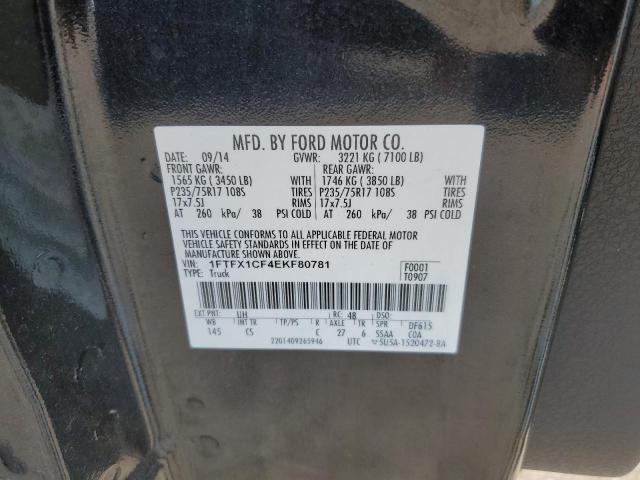 MFD. BY FORD MOTOR CO.
DATE: 09/14 GVWR: 3221 KG ( 7100 LB)
FRONT GAWR: REAR GAWR:
1565 KG ( 3450 LB) WITH 1746 KG ( 3850 LB) WITH
P235/75R17 108S TIRES P235/75R17 108S TIRES
17x7.5J RIMS 17x7.5J RIMS
AT 260 kPa/ 38 PSI COLD AT 260 kPa/ 38 PSI COLD
THIS VEHICLE CONFORMS TO ALL APPLICABLE FEDERAL MOTOR
VEHICLE SAFETY STANDARDS IN EFFECT ON THE DATE OF
MANUFACTURE SHOWN ABOVE.
VIN: 1FTFX1CF4EKF80781 F0001
TYPE: Truck T0907
EXT PNT: UH RC: 48 DSO:
WB INT TR TP/PS R AXLE TR SPR DF615
145 CS C 27 6 SSAA COA
2201409265946 UTC 5U5A-1520472-BA